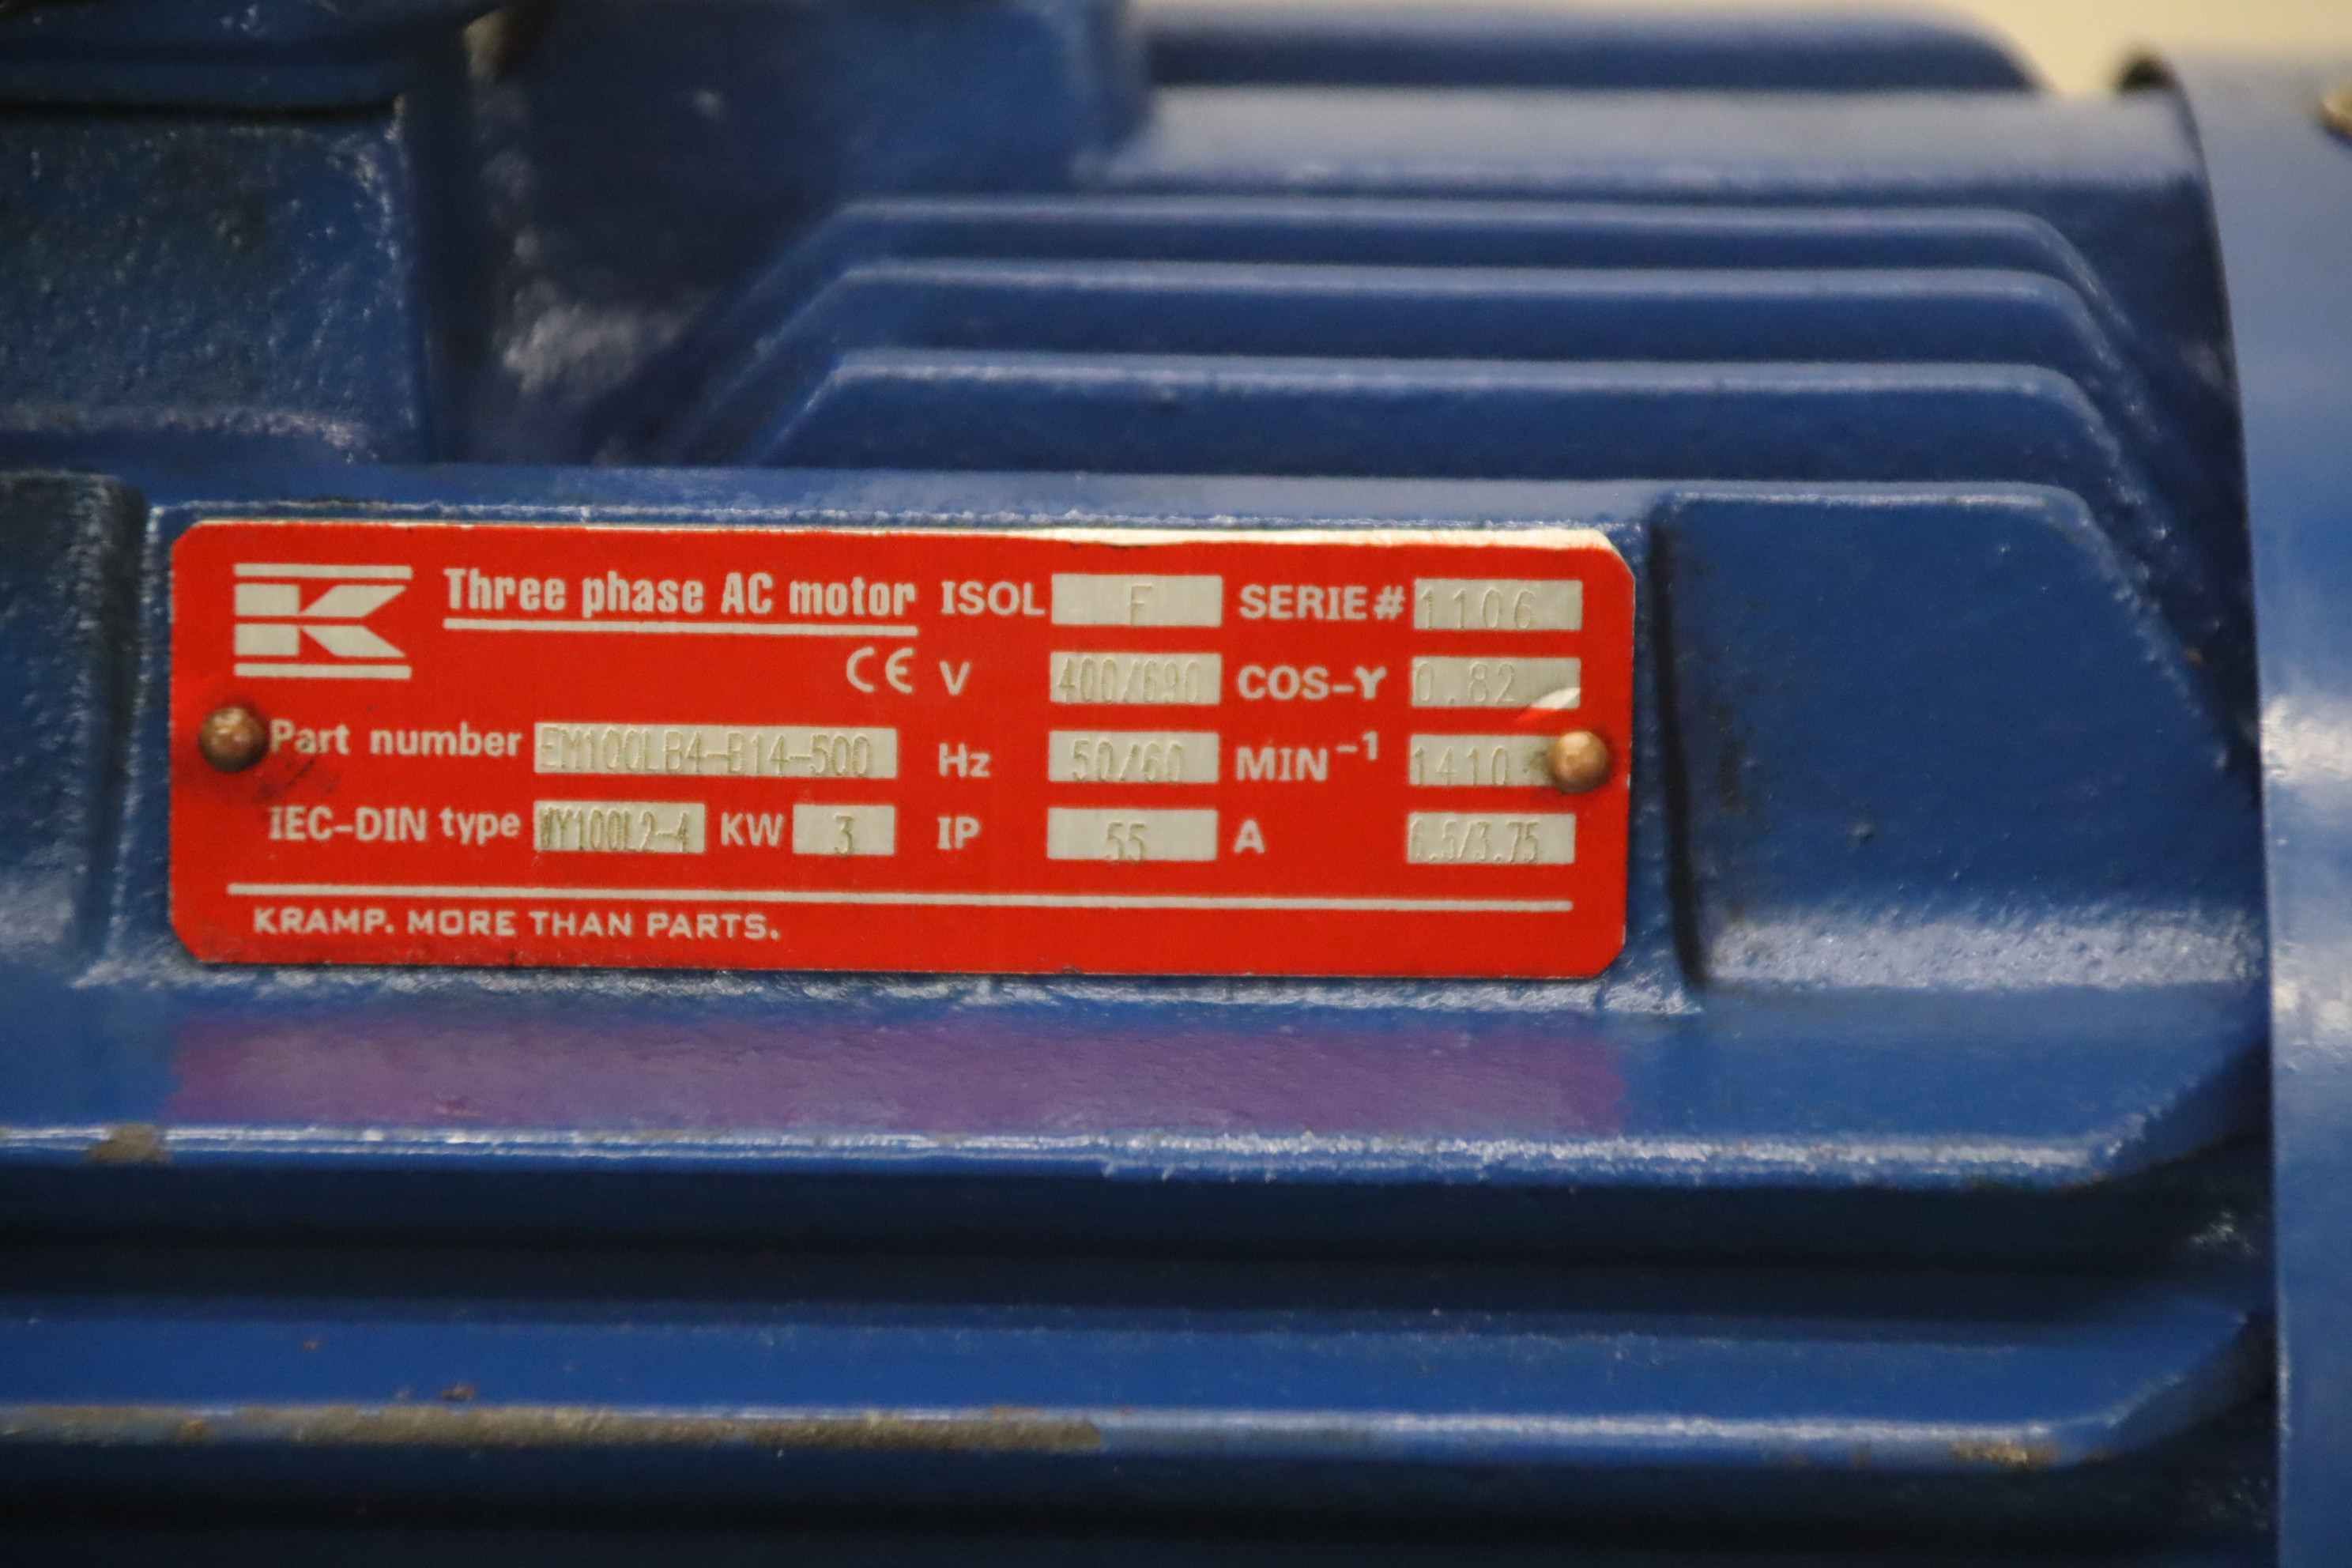 K Three phase AC motor ISOL F SERIE# 1106
CE V 400/690 COS-Y 0.82
Part number EM100LB4-B14-500 Hz 50/60 MIN⁻¹ 1410
IEC-DIN type WY100L2-4 KW 3 IP 55 A 6.5/3.75
KRAMP. MORE THAN PARTS.